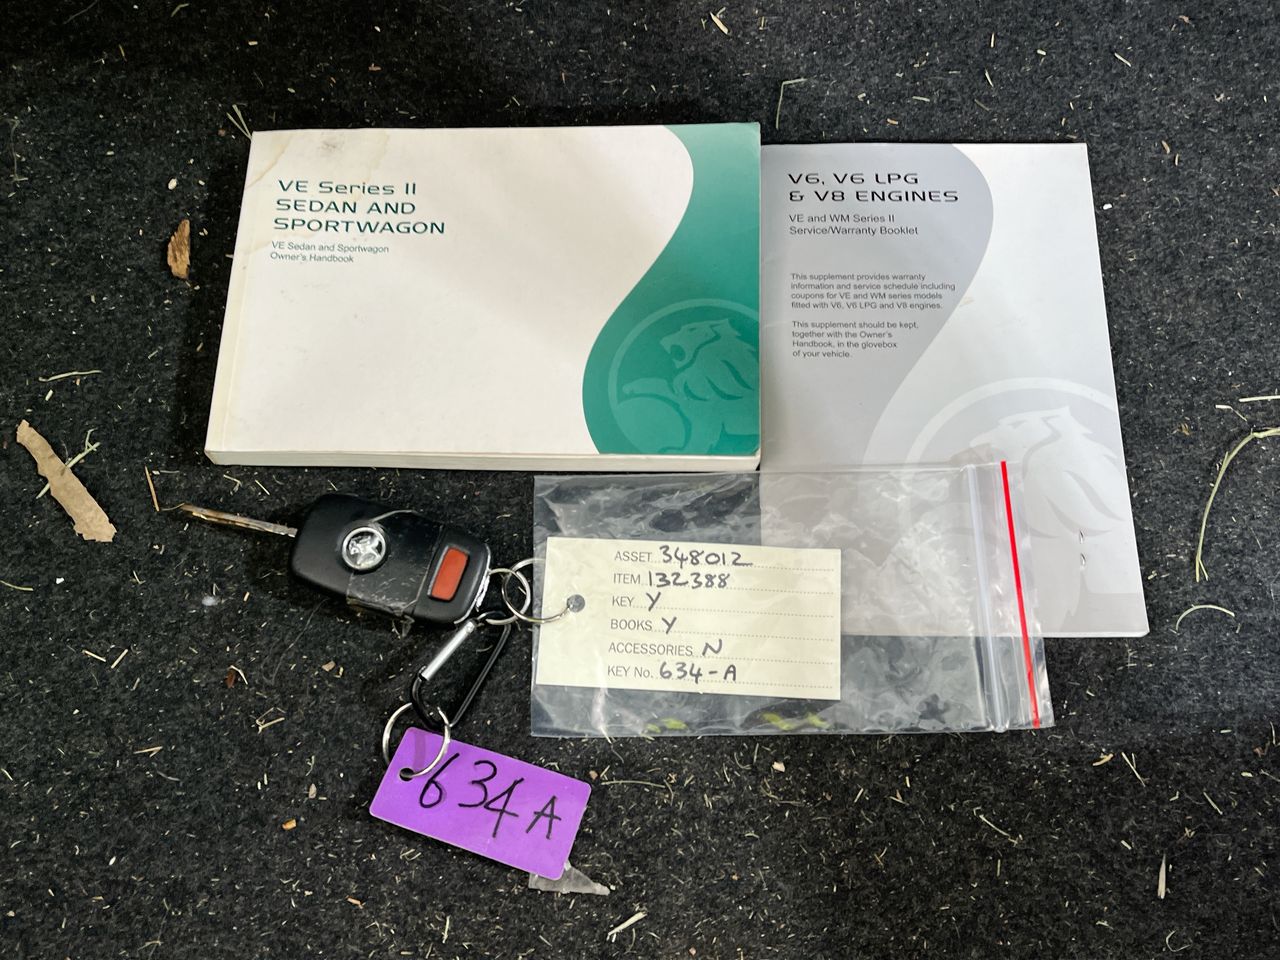 VE Series II
SEDAN AND
SPORTWAGON
VE Sedan and Sportwagon
Owner's Handbook
V6, V6 LPG
& V8 ENGINES
VE and WM Series II
Service/Warranty Booklet
This supplement provides warranty
information and service schedule including
coupons for VE and WM series models
fitted with V6, V6 LPG and V8 engines.
This supplement should be kept,
together with the Owner's
Handbook, in the glovebox
of your vehicle.
ASSET 348012
ITEM 132388
KEY Y
BOOKS Y
ACCESSORIES N
KEY No. 634-A
634A